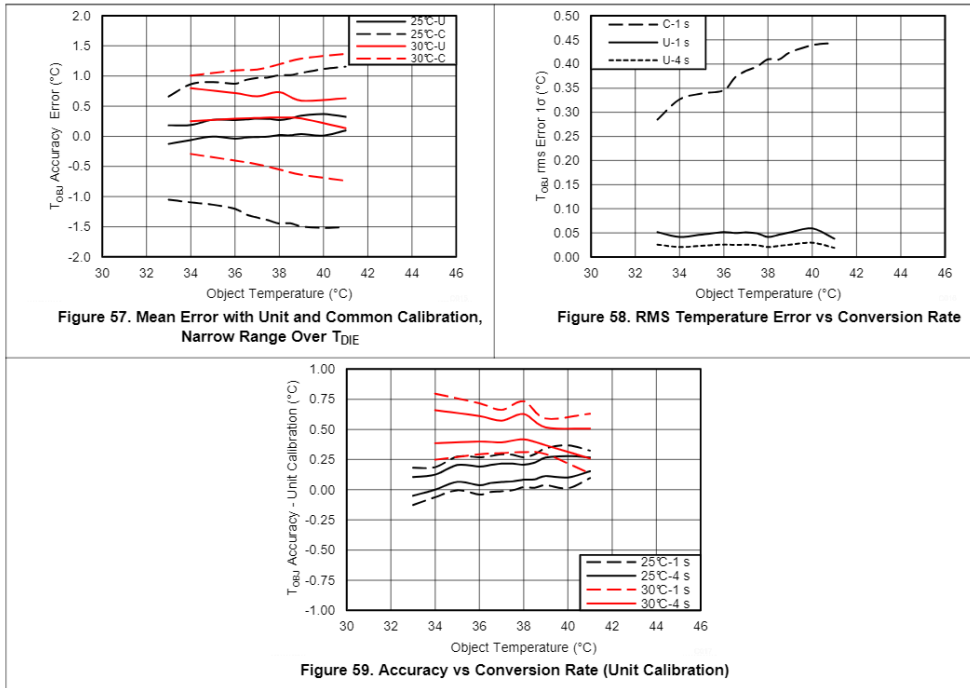 2.0
1.5
1.0
0.5
0.0
-0.5
-1.0
-1.5
-2.0
TOBJ Accuracy Error (°C)
25°C-U
25°C-C
30°C-U
30°C-C
30 32 34 36 38 40 42 44 46
Object Temperature (°C)
Figure 57. Mean Error with Unit and Common Calibration,
Narrow Range Over TDIE
0.50
0.45
0.40
0.35
0.30
0.25
0.20
0.15
0.10
0.05
0.00
TOBJ rms Error 1σ (°C)
C-1 s
U-1 s
U-4 s
30 32 34 36 38 40 42 44 46
Object Temperature (°C)
Figure 58. RMS Temperature Error vs Conversion Rate
1.00
0.75
0.50
0.25
0.00
-0.25
-0.50
-0.75
-1.00
TOBJ Accuracy - Unit Calibration (°C)
25°C-1 s
25°C-4 s
30°C-1 s
30°C-4 s
30 32 34 36 38 40 42 44 46
Object Temperature (°C)
Figure 59. Accuracy vs Conversion Rate (Unit Calibration)